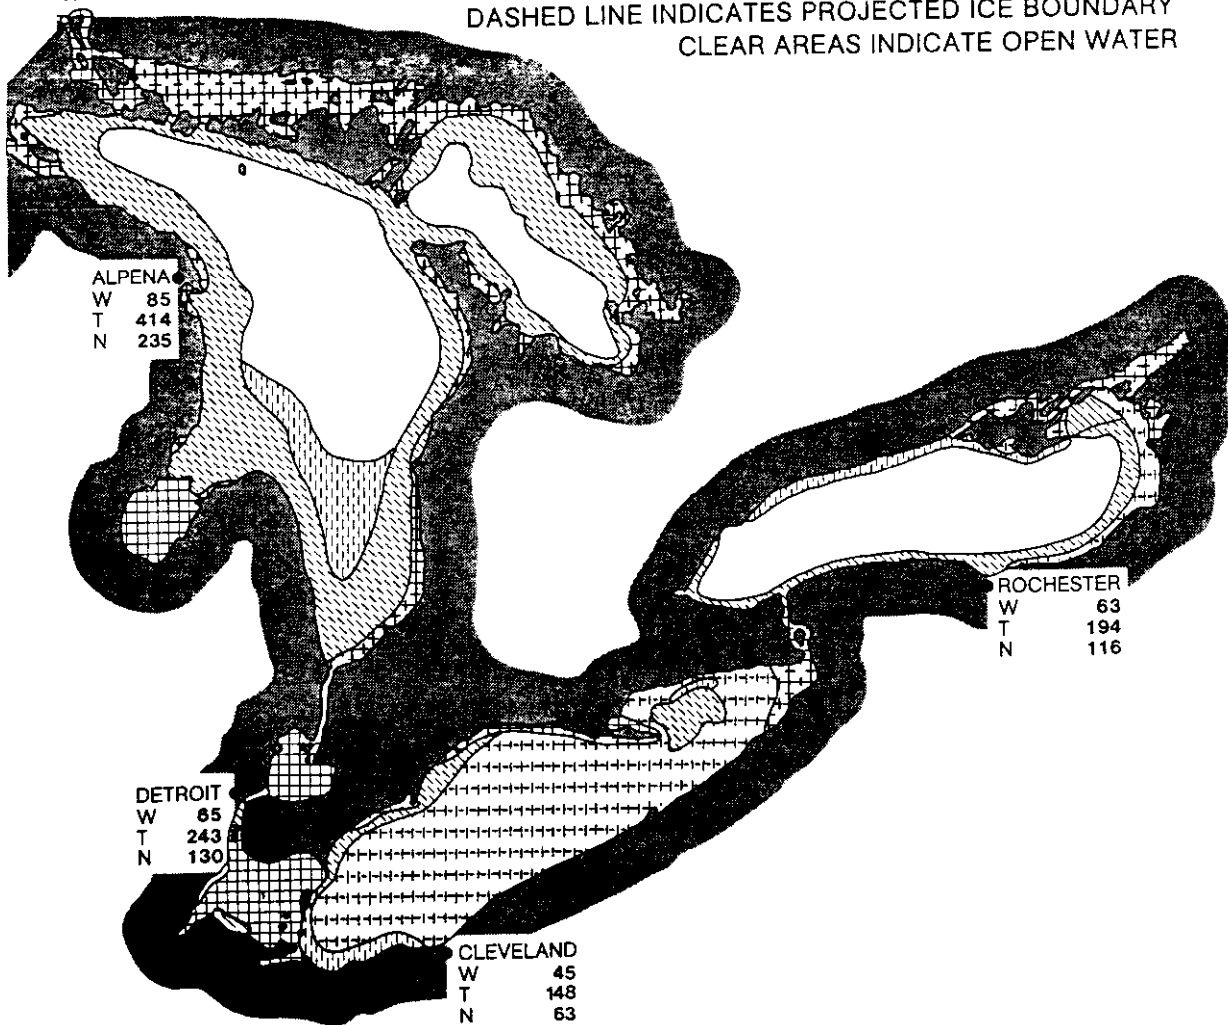 DASHED LINE INDICATES PROJECTED ICE BOUNDARY
CLEAR AREAS INDICATE OPEN WATER
ALPENA
W 85
T 414
N 235
ROCHESTER
W 63
T 194
N 116
DETROIT
W 65
T 243
N 130
CLEVELAND
W 45
T 148
N 63